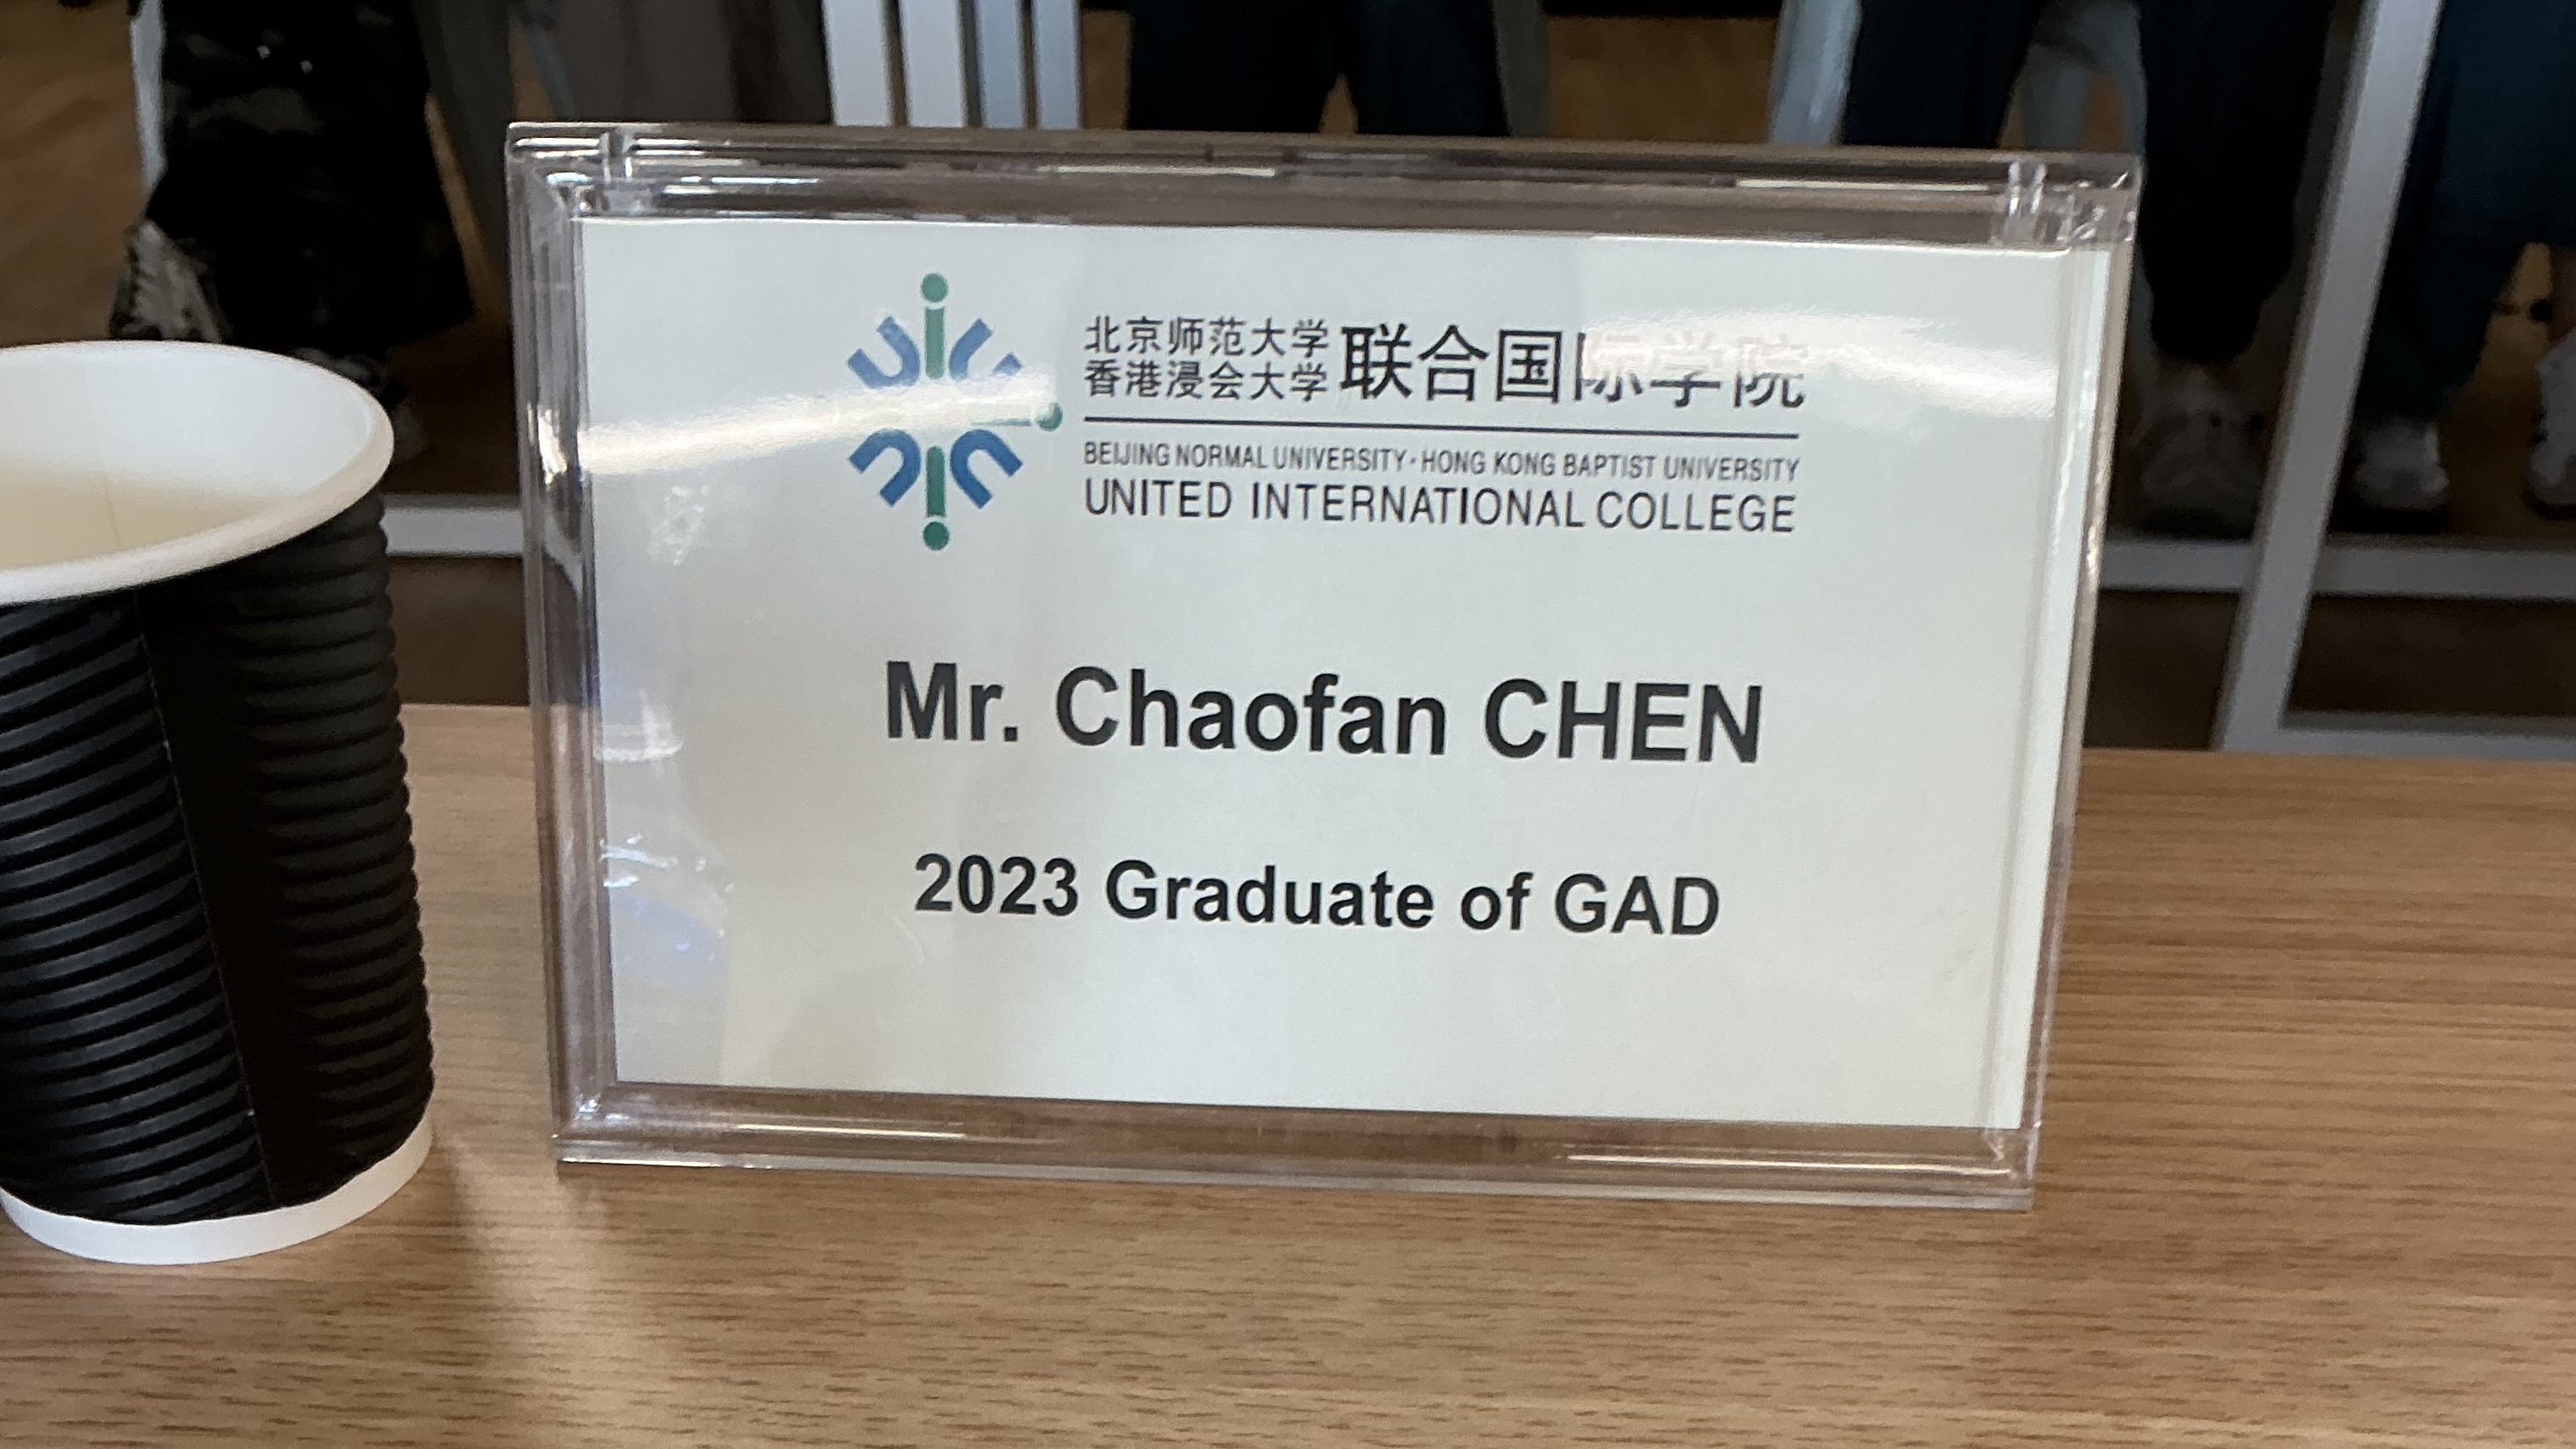 北京师范大学
香港浸会大学
联合国际学院
BEIJING NORMAL UNIVERSITY·HONG KONG BAPTIST UNIVERSITY
UNITED INTERNATIONAL COLLEGE
Mr. Chaofan CHEN
2023 Graduate of GAD